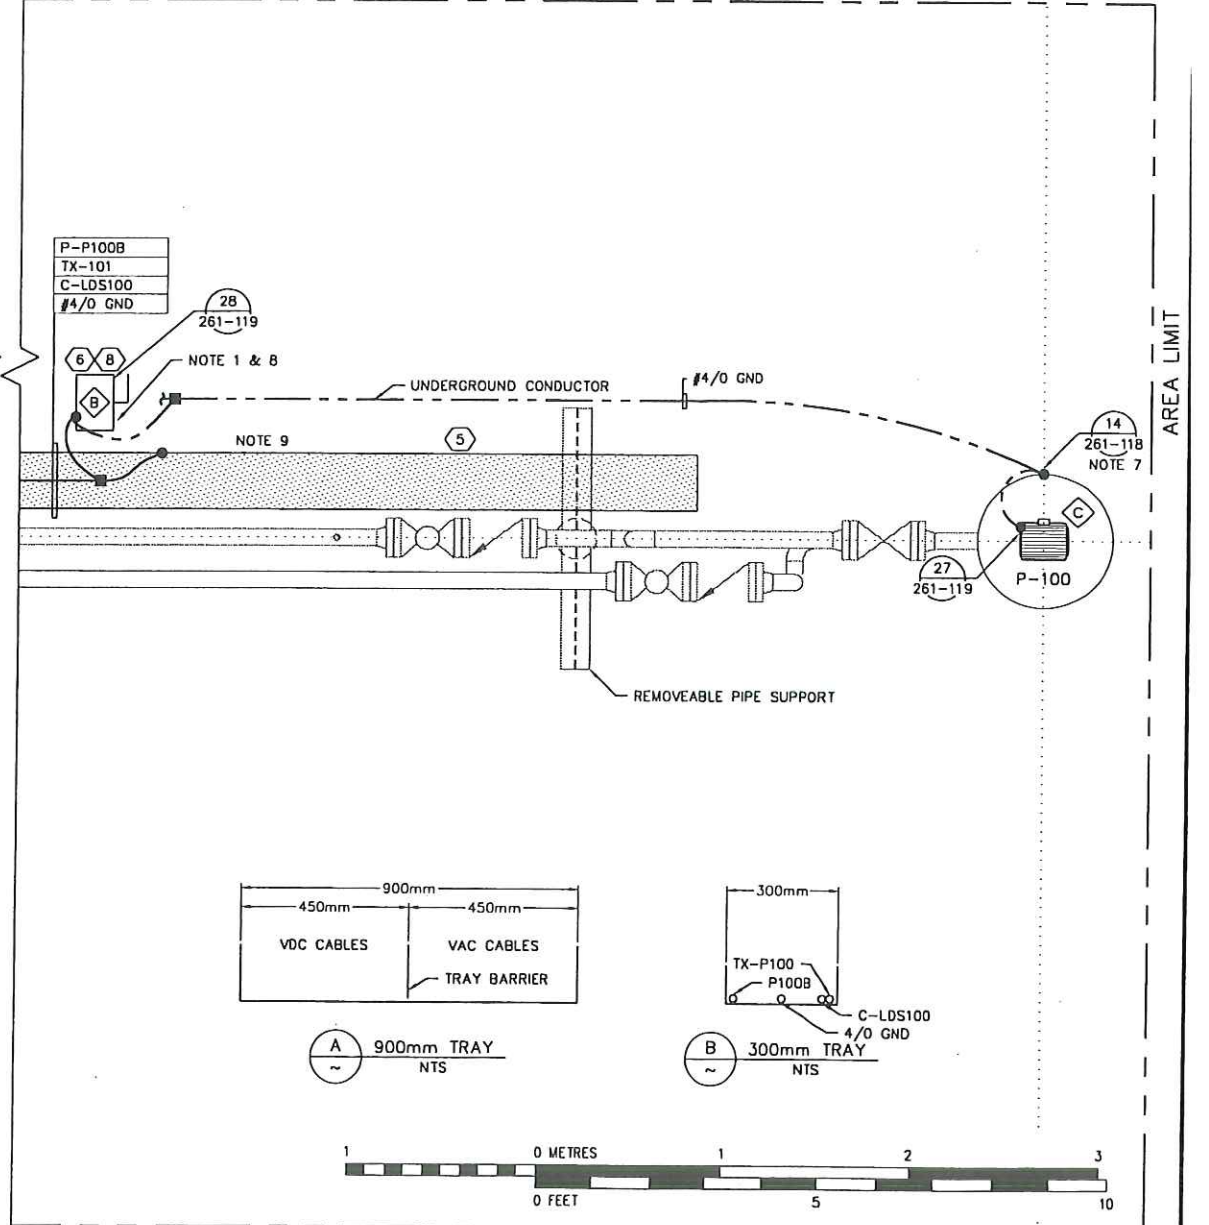 P-P100B
TX-101
C-LDS100
#4/0 GND
28
261-119
6
8
NOTE 1 & 8
B
UNDERGROUND CONDUCTOR
#4/0 GND
NOTE 9
5
14
261-118
NOTE 7
AREA LIMIT
C
27
261-119
P-100
REMOVEABLE PIPE SUPPORT
900mm
450mm
450mm
VDC CABLES
VAC CABLES
TRAY BARRIER
A
~
900mm TRAY
NTS
300mm
TX-P100
P100B
C-LDS100
4/0 GND
B
~
300mm TRAY
NTS
1
0 METRES
1
2
3
0 FEET
5
10